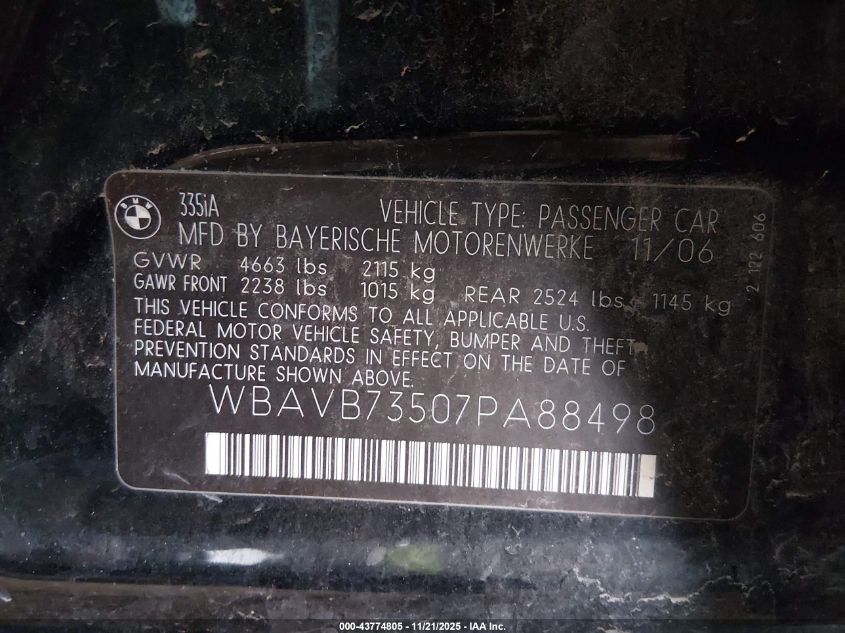 BMW
335iA VEHICLE TYPE: PASSENGER CAR
MFD BY BAYERISCHE MOTORENWERKE 11/06
GVWR 4663 lbs 2115 kg
GAWR FRONT 2238 lbs 1015 kg REAR 2524 lbs 1145 kg
THIS VEHICLE CONFORMS TO ALL APPLICABLE U.S.
FEDERAL MOTOR VEHICLE SAFETY, BUMPER AND THEFT
PREVENTION STANDARDS IN EFFECT ON THE DATE OF
MANUFACTURE SHOWN ABOVE.
WBAVB73507PA88498
2 122 606
000-43774805 - 11/21/2025 - IAA Inc.